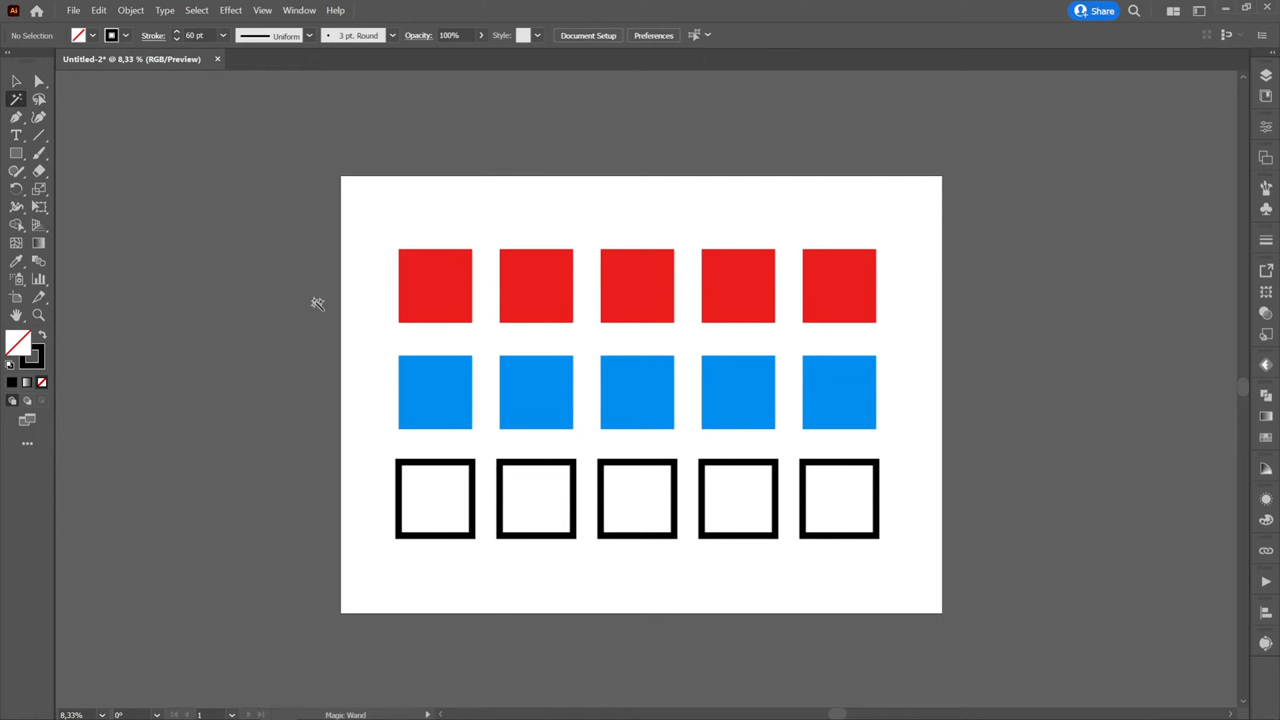 Ai File Edit Object Type Select Effect View Window Help Share
No Selection Stroke: 60 pt Uniform 3 pt. Round Opacity: 100% Style: Document Setup Preferences
Untitled-2* @ 8,33 % (RGB/Preview) ×
T
8,33% 0° 1 Magic Wand